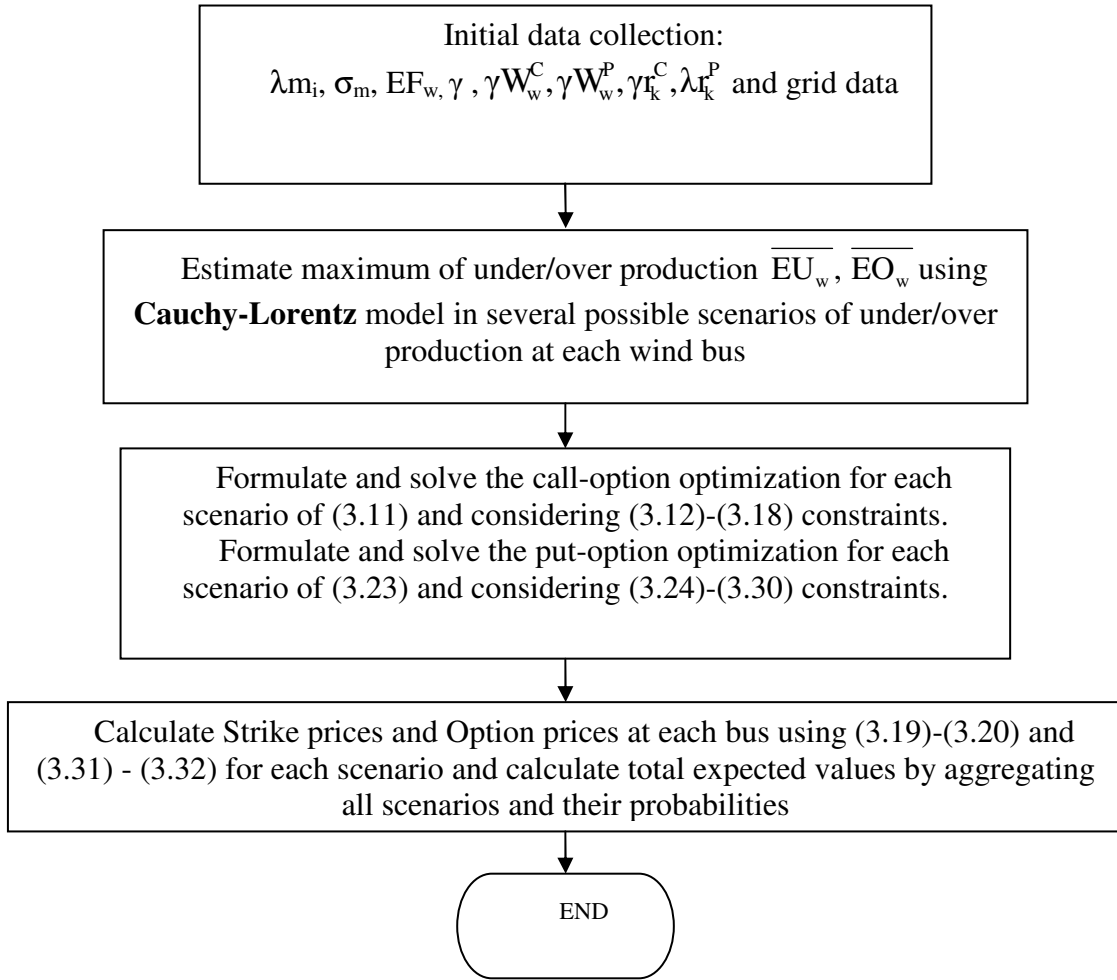 Initial data collection:
λm_i, σ_m, EF_w, γ , γW_w^C, γW_w^P, γr_k^C, λr_k^P and grid data
Estimate maximum of under/over production \overline{EU_w}, \overline{EO_w} using
Cauchy-Lorentz model in several possible scenarios of under/over
production at each wind bus
Formulate and solve the call-option optimization for each
scenario of (3.11) and considering (3.12)-(3.18) constraints.
Formulate and solve the put-option optimization for each
scenario of (3.23) and considering (3.24)-(3.30) constraints.
Calculate Strike prices and Option prices at each bus using (3.19)-(3.20) and
(3.31) - (3.32) for each scenario and calculate total expected values by aggregating
all scenarios and their probabilities
END